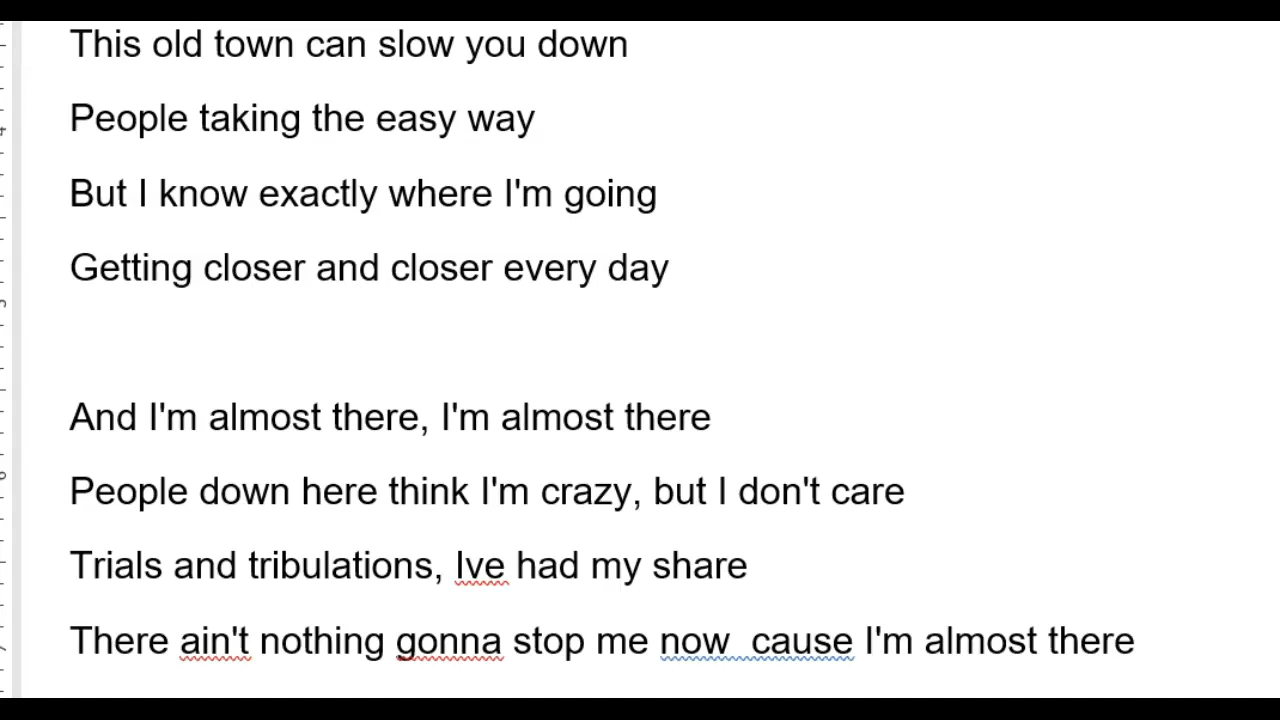 This old town can slow you down
People taking the easy way
But I know exactly where I'm going
Getting closer and closer every day
And I'm almost there, I'm almost there
People down here think I'm crazy, but I don't care
Trials and tribulations, Ive had my share
There ain't nothing gonna stop me now  cause I'm almost there